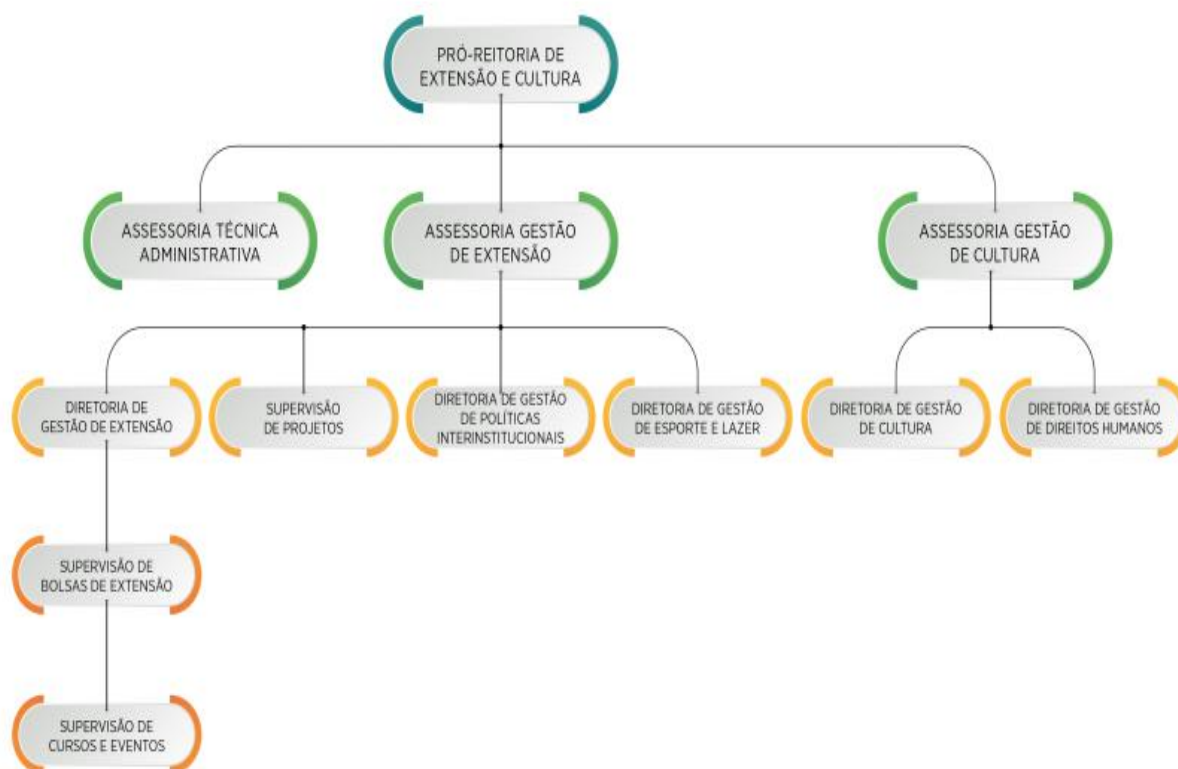 PRÓ-REITORIA DE
EXTENSÃO E CULTURA
ASSESSORIA TÉCNICA
ADMINISTRATIVA
ASSESSORIA GESTÃO
DE EXTENSÃO
ASSESSORIA GESTÃO
DE CULTURA
DIRETORIA DE
GESTÃO DE EXTENSÃO
SUPERVISÃO
DE PROJETOS
DIRETORIA DE GESTÃO
DE POLÍTICAS
INTERINSTITUCIONAIS
DIRETORIA DE GESTÃO
DE ESPORTE E LAZER
DIRETORIA DE GESTÃO
DE CULTURA
DIRETORIA DE GESTÃO
DE DIREITOS HUMANOS
SUPERVISÃO DE
BOLSAS DE EXTENSÃO
SUPERVISÃO DE
CURSOS E EVENTOS